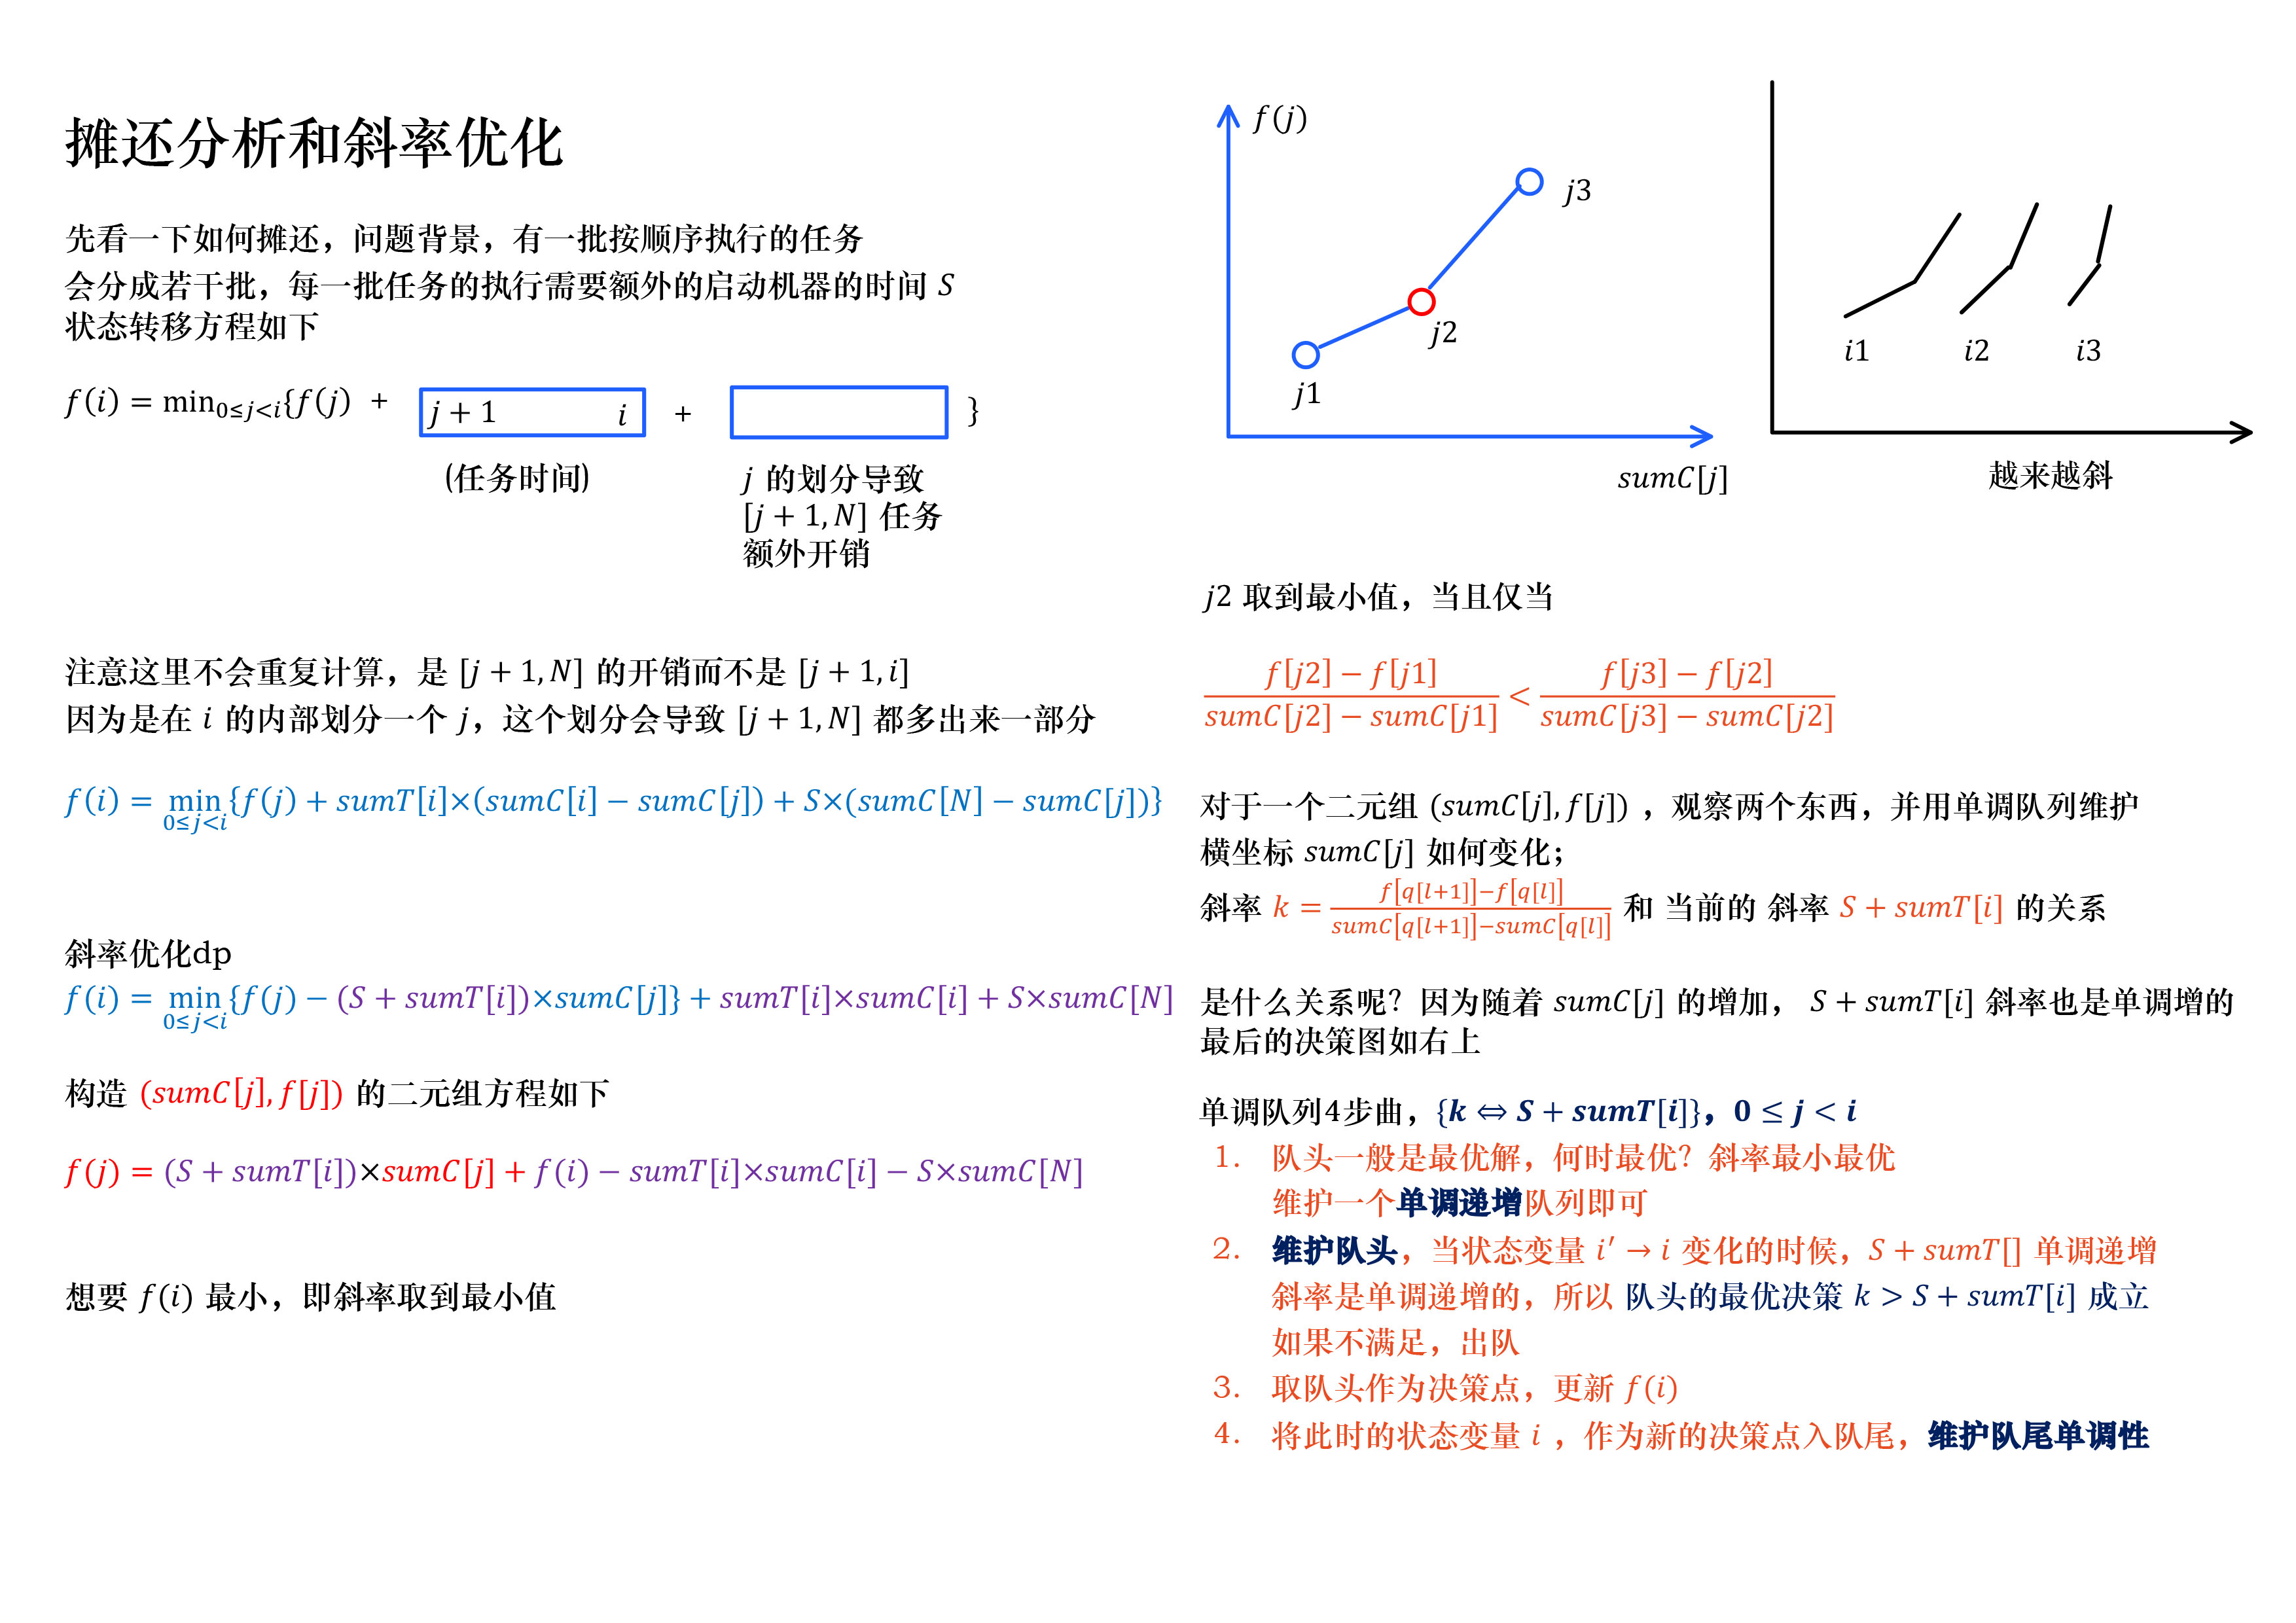 摊还分析和斜率优化
先看一下如何摊还，问题背景，有一批按顺序执行的任务
会分成若干批，每一批任务的执行需要额外的启动机器的时间 S
状态转移方程如下
f(i) = min₀≤j<i{f(j) + j + 1 i + }
(任务时间)
j 的划分导致
[j + 1, N] 任务
额外开销
注意这里不会重复计算，是 [j + 1, N] 的开销而不是 [j + 1, i]
因为是在 i 的内部划分一个 j，这个划分会导致 [j + 1, N] 都多出来一部分
f(i) = min{f(j) + sumT[i]×(sumC[i] − sumC[j]) + S×(sumC[N] − sumC[j])}
0≤j<i
斜率优化dp
f(i) = min{f(j) − (S + sumT[i])×sumC[j]} + sumT[i]×sumC[i] + S×sumC[N]
0≤j<i
构造 (sumC[j], f[j]) 的二元组方程如下
f(j) = (S + sumT[i])×sumC[j] + f(i) − sumT[i]×sumC[i] − S×sumC[N]
想要 f(i) 最小，即斜率取到最小值
f(j)
j3
j2
j1
sumC[j]
i1 i2 i3
越来越斜
j2 取到最小值，当且仅当
f[j2] − f[j1] f[j3] − f[j2]
<
sumC[j2] − sumC[j1] sumC[j3] − sumC[j2]
对于一个二元组 (sumC[j], f[j]) ，观察两个东西，并用单调队列维护
横坐标 sumC[j] 如何变化；
f[q[l+1]]−f[q[l]]
斜率 k = 和 当前的 斜率 S + sumT[i] 的关系
sumC[q[l+1]]−sumC[q[l]]
是什么关系呢？因为随着 sumC[j] 的增加， S + sumT[i] 斜率也是单调增的
最后的决策图如右上
单调队列4步曲，{k ⇔ S + sumT[i]}，0 ≤ j < i
1. 队头一般是最优解，何时最优？斜率最小最优
维护一个单调递增队列即可
2. 维护队头，当状态变量 i′ → i 变化的时候，S + sumT[] 单调递增
斜率是单调递增的，所以 队头的最优决策 k > S + sumT[i] 成立
如果不满足，出队
3. 取队头作为决策点，更新 f(i)
4. 将此时的状态变量 i ，作为新的决策点入队尾，维护队尾单调性